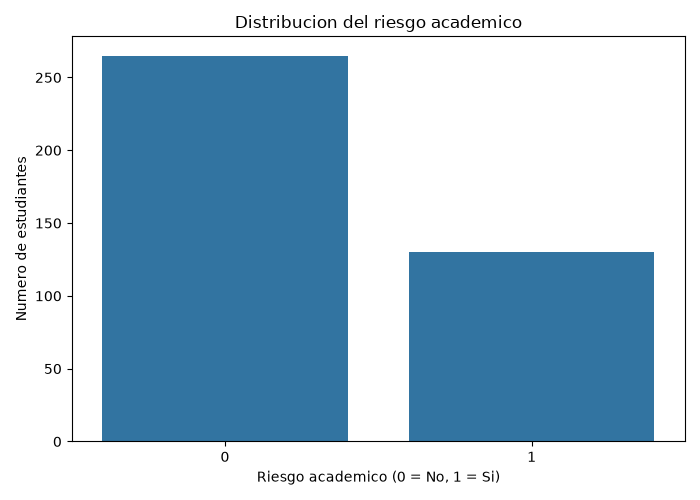 Distribucion del riesgo academico
Numero de estudiantes
250
200
150
100
50
0
0 1
Riesgo academico (0 = No, 1 = Si)